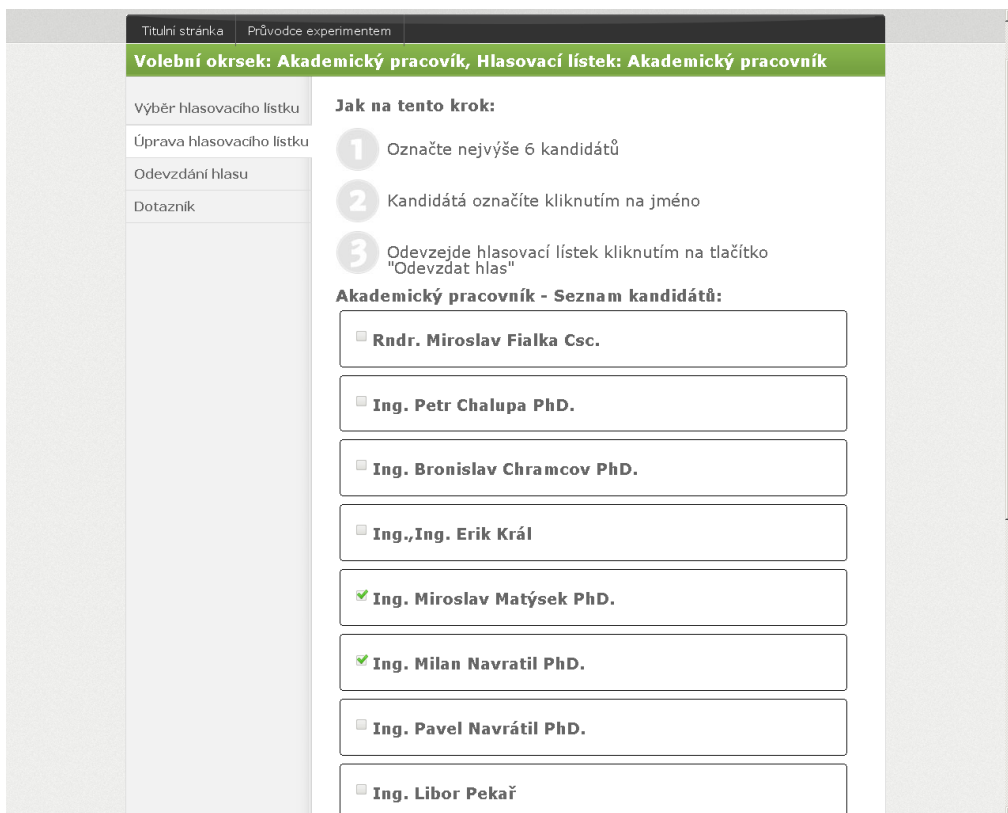 Titulní stránka
Průvodce experimentem
Volební okrsek: Akademický pracovík, Hlasovací lístek: Akademický pracovník
Výběr hlasovacího lístku
Úprava hlasovacího lístku
Odevzdání hlasu
Dotazník
Jak na tento krok:
1 Označte nejvýše 6 kandidátů
2 Kandidátá označíte kliknutím na jméno
3 Odevzejde hlasovací lístek kliknutím na tlačítko
"Odevzdat hlas"
Akademický pracovník - Seznam kandidátů:
Rndr. Miroslav Fialka Csc.
Ing. Petr Chalupa PhD.
Ing. Bronislav Chramcov PhD.
Ing.,Ing. Erik Král
Ing. Miroslav Matýsek PhD.
Ing. Milan Navratil PhD.
Ing. Pavel Navrátil PhD.
Ing. Libor Pekař